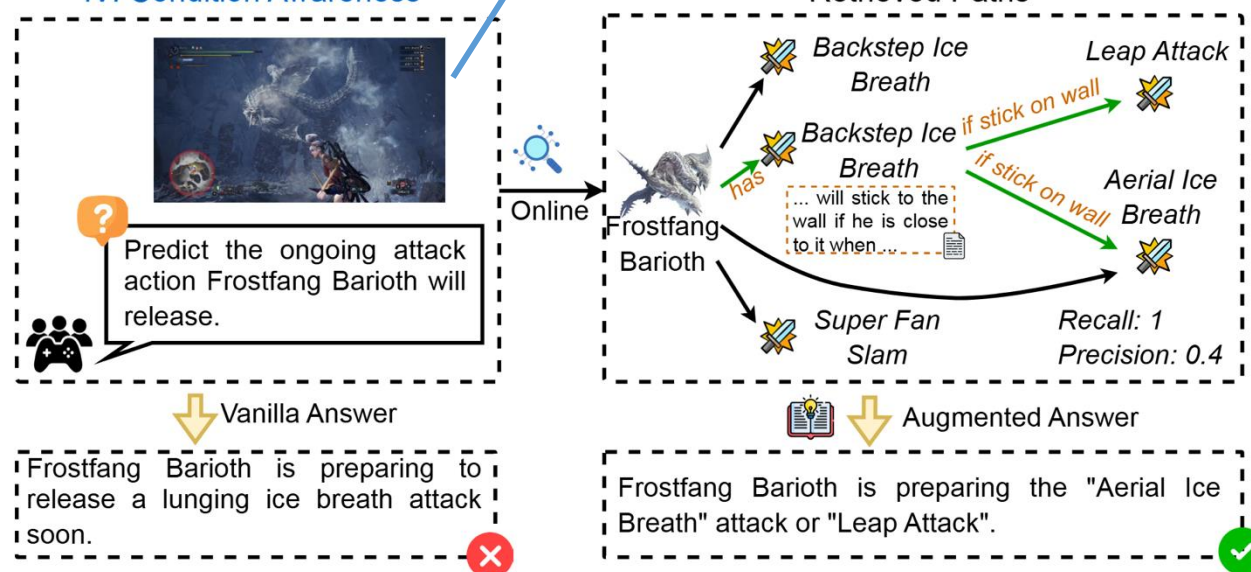 Predict the ongoing attack
action Frostfang Barioth will
release.
Online
Vanilla Answer
Frostfang Barioth is preparing to
release a lunging ice breath attack
soon.
Backstep Ice
Breath
Leap Attack
if stick on wall
Backstep Ice
Breath
has
if stick on wall
... will stick to the
wall if he is close
to it when ...
Aerial Ice
Breath
Frostfang
Barioth
Super Fan
Slam
Recall: 1
Precision: 0.4
Augmented Answer
Frostfang Barioth is preparing the "Aerial Ice
Breath" attack or "Leap Attack".